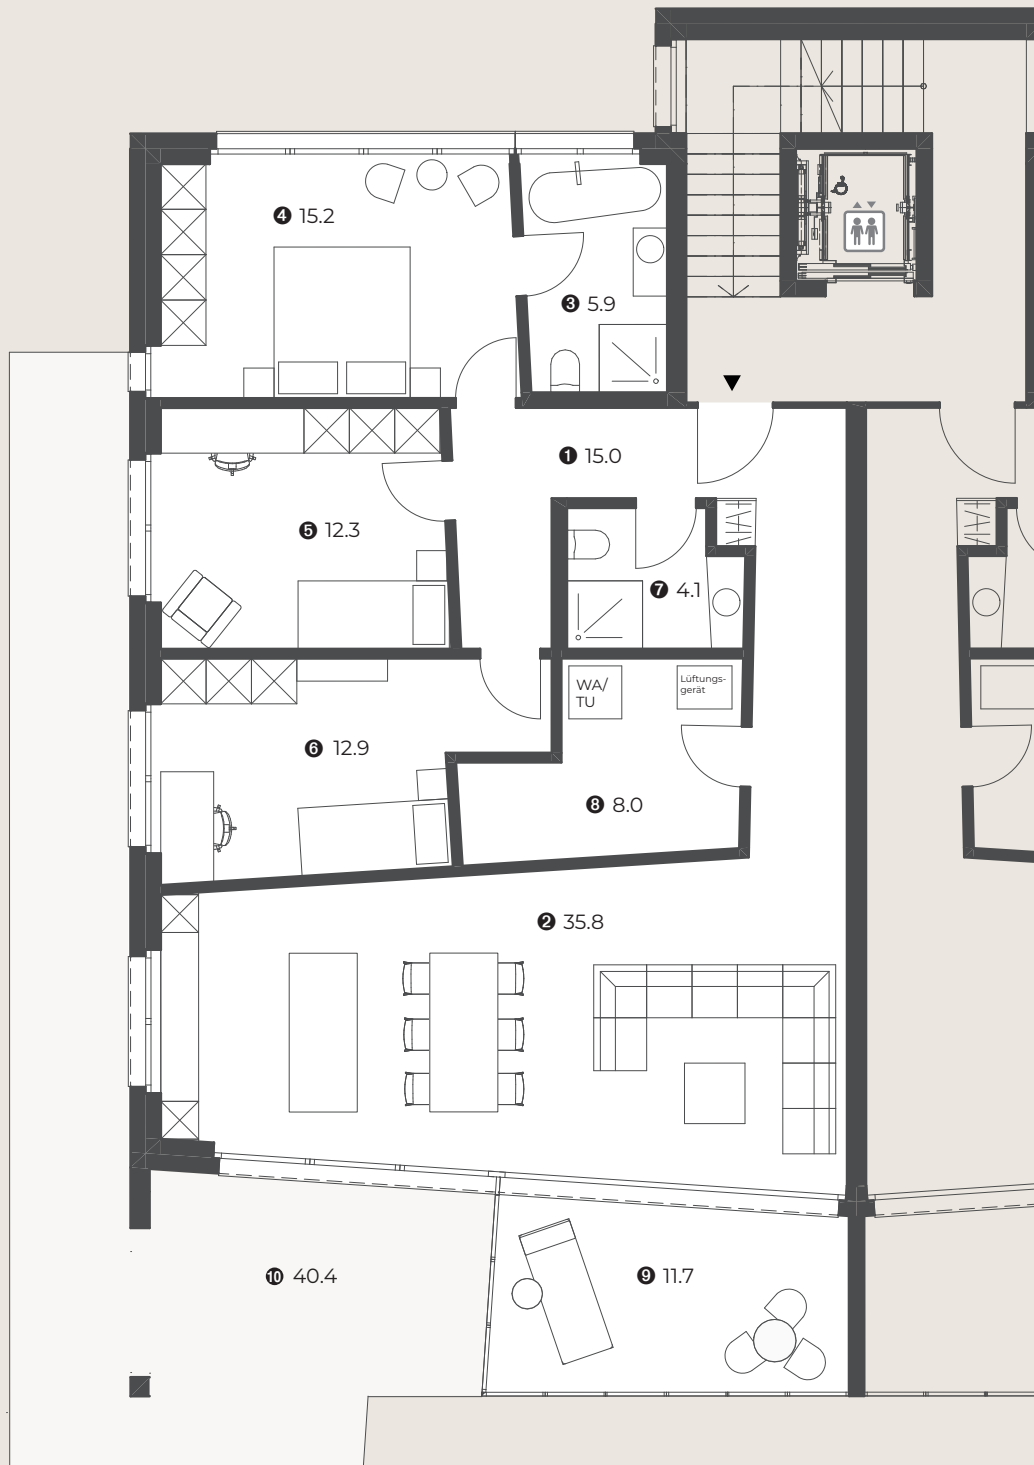 ❹ 15.2
❸ 5.9
❶ 15.0
❺ 12.3
❼ 4.1
WA/
TU
Lüftungs-
gerät
❻ 12.9
❽ 8.0
❷ 35.8
❿ 40.4
❾ 11.7